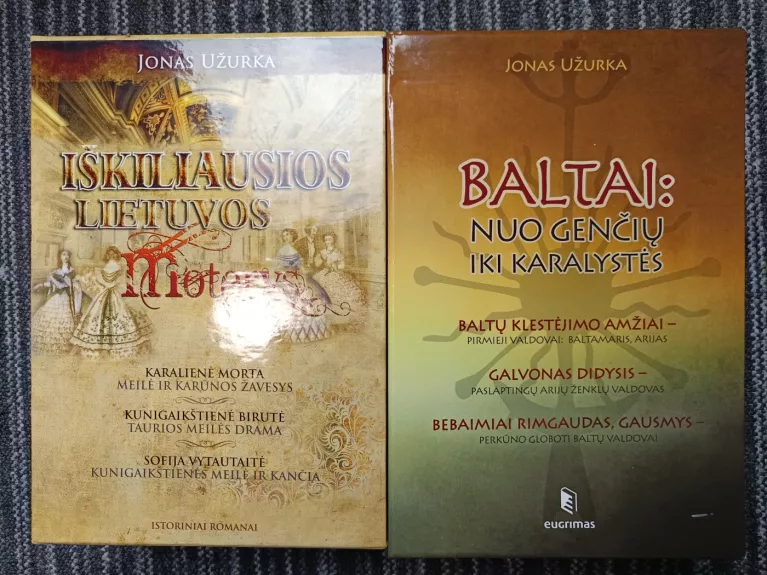 JONAS UŽURKA
IŠKILIAUSIOS
LIETUVOS
Moterys
KARALIENĖ MORTA
MEILĖ IR KARŪNOS ŽAVESYS
KUNIGAIKŠTIENĖ BIRUTĖ
TAURIOS MEILĖS DRAMA
SOFIJA VYTAUTAITĖ
KUNIGAIKŠTIENĖS MEILĖ IR KANČIA
ISTORINIAI ROMANAI
JONAS UŽURKA
BALTAI:
NUO GENČIŲ
IKI KARALYSTĖS
BALTŲ KLESTĖJIMO AMŽIAI –
PIRMIEJI VALDOVAI: BALTAMARIS, ARIJAS
GALVONAS DIDYSIS –
PASLAPTINGŲ ARIJŲ ŽENKLŲ VALDOVAS
BEBAIMIAI RIMGAUDAS, GAUSMYS –
PERKŪNO GLOBOTI BALTŲ VALDOVAI
eugrimas